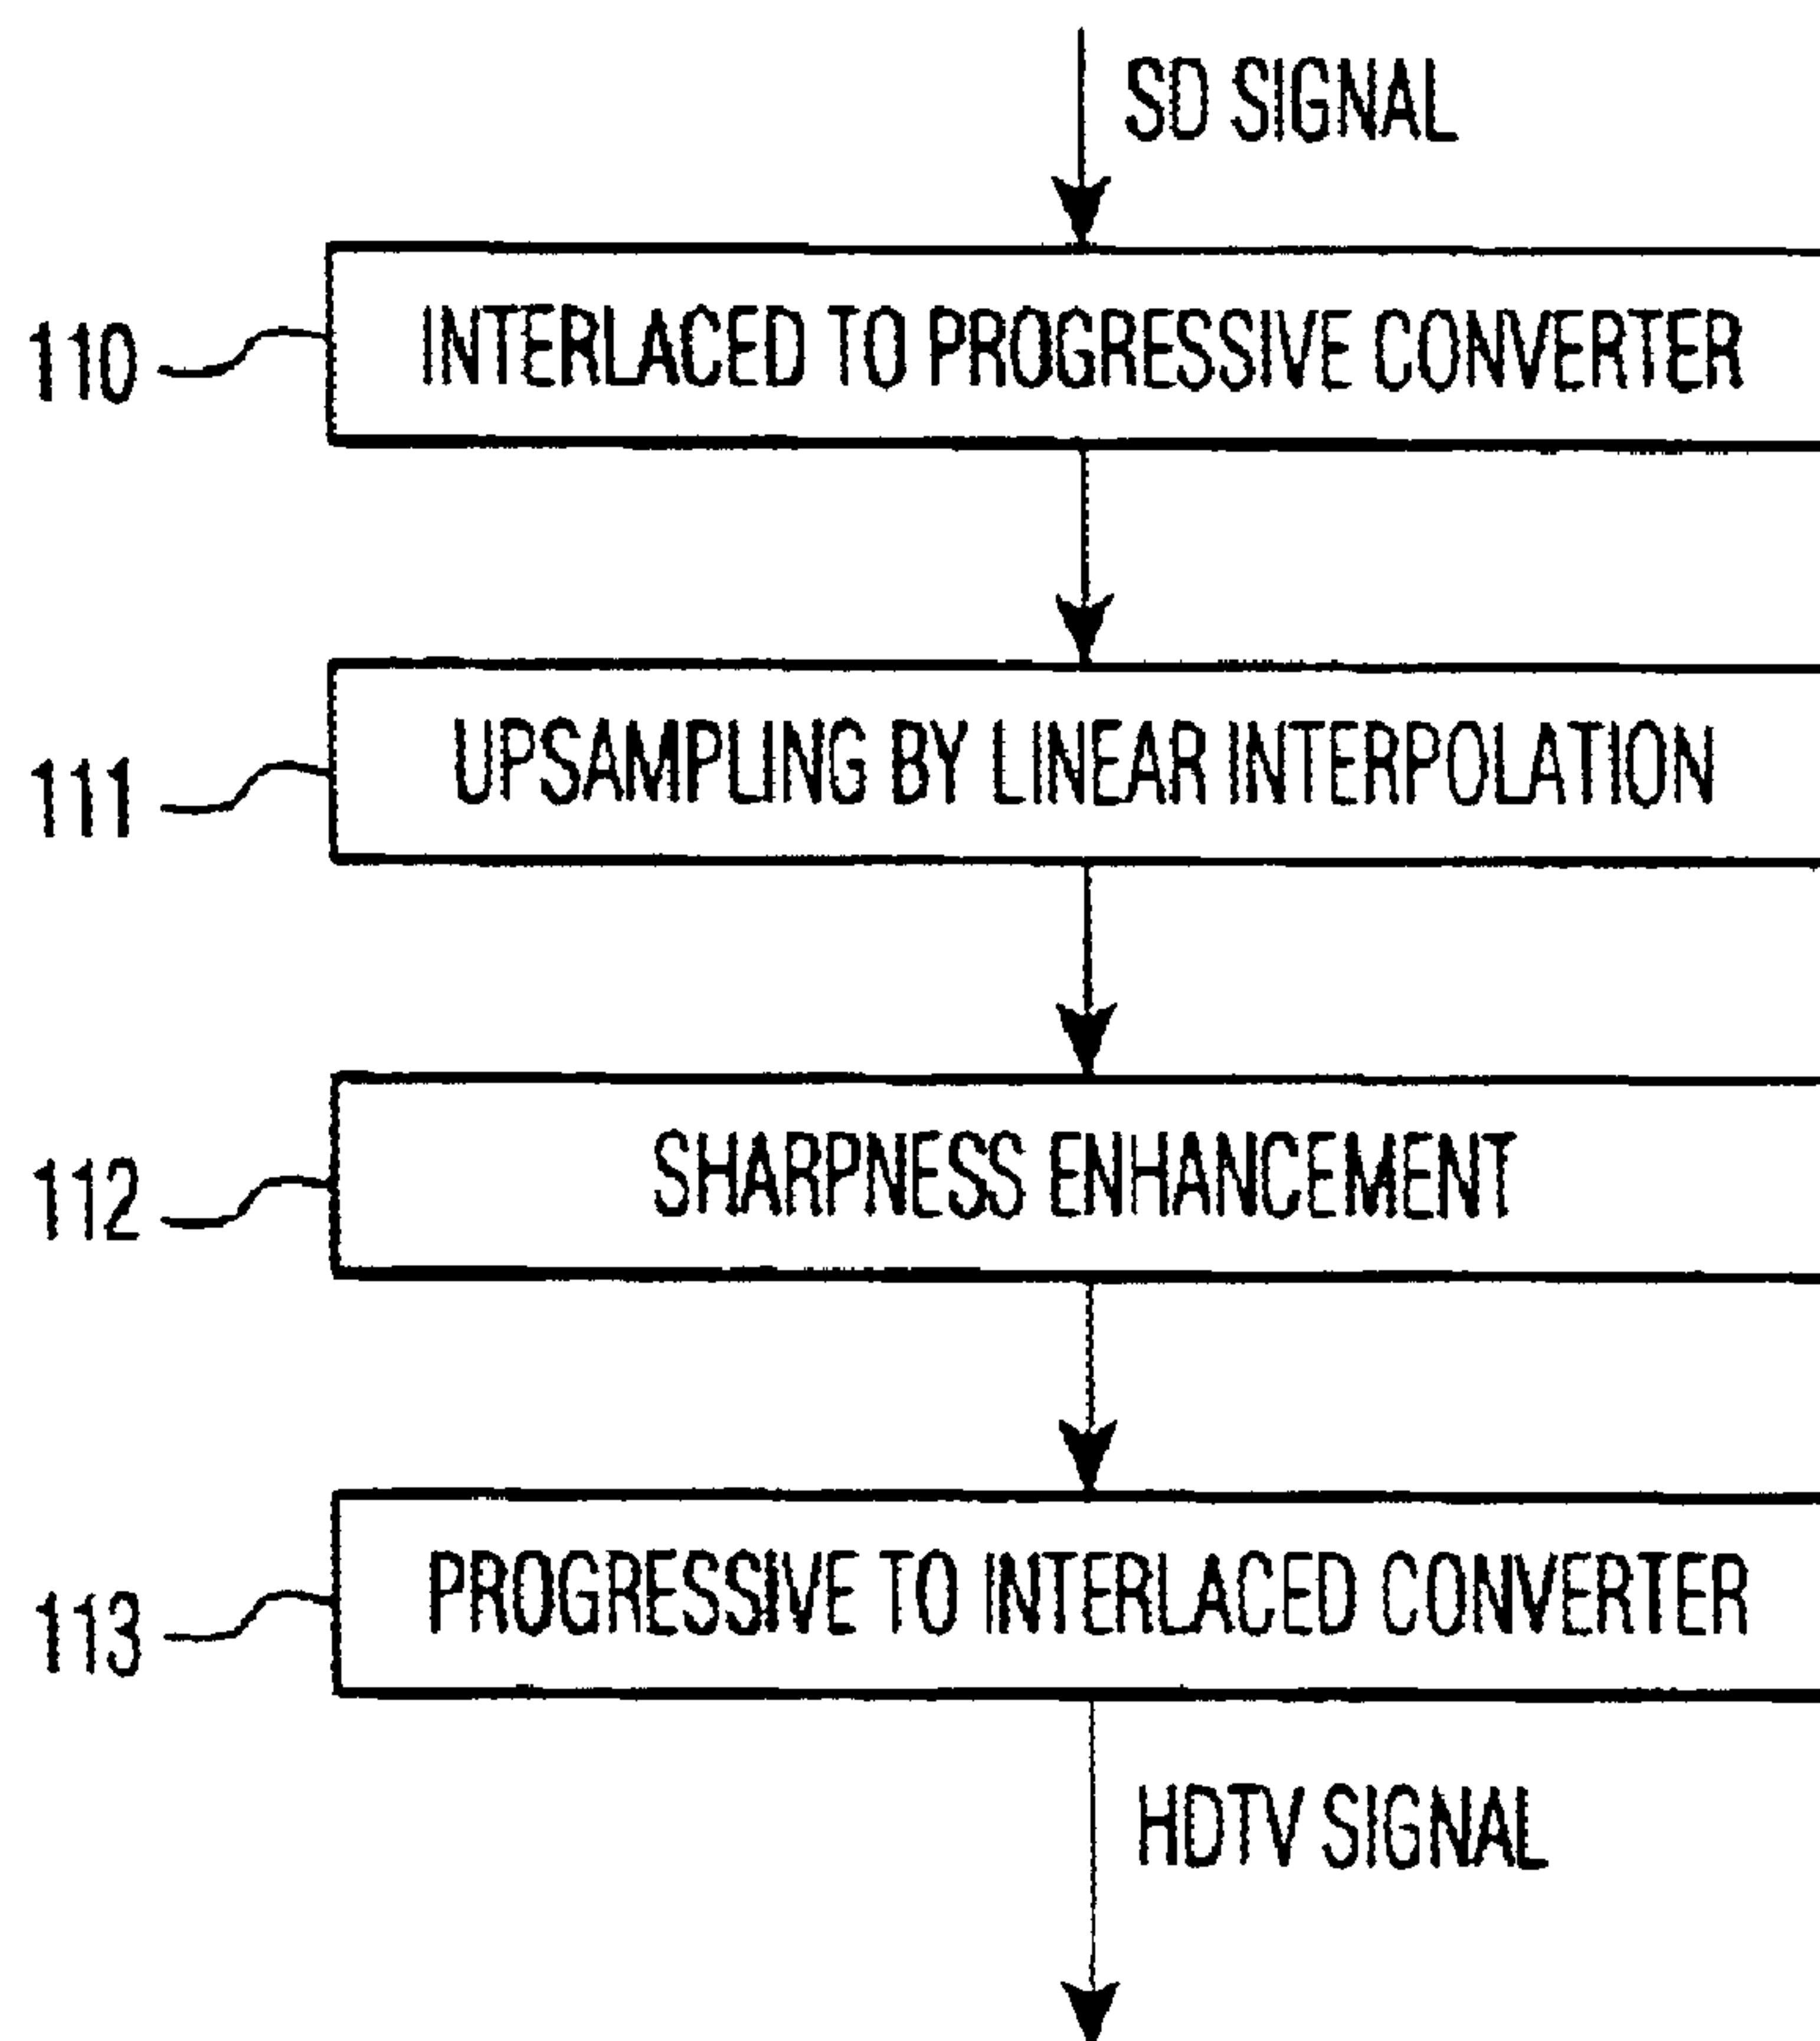 SD SIGNAL
110
INTERLACED TO PROGRESSIVE CONVERTER
111
UPSAMPLING BY LINEAR INTERPOLATION
112
SHARPNESS ENHANCEMENT
113
PROGRESSIVE TO INTERLACED CONVERTER
HDTV SIGNAL